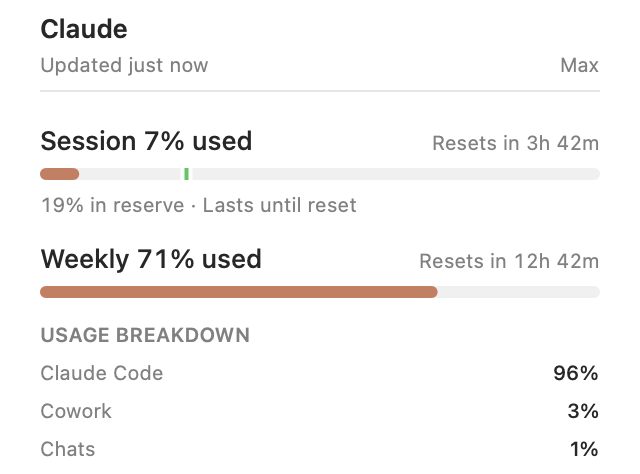 Claude
Updated just now Max
Session 7% used Resets in 3h 42m
19% in reserve · Lasts until reset
Weekly 71% used Resets in 12h 42m
USAGE BREAKDOWN
Claude Code 96%
Cowork 3%
Chats 1%